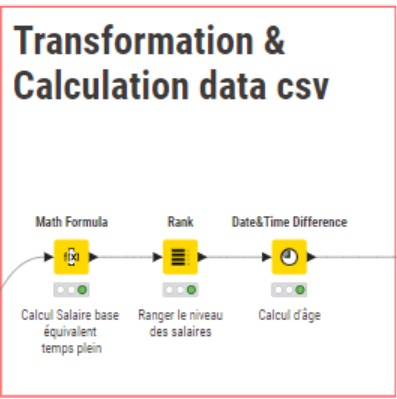 Transformation &
Calculation data csv
Math Formula
Rank
Date&Time Difference
f(x)
Calcul Salaire base
équivalent
temps plein
Ranger le niveau
des salaires
Calcul d'âge